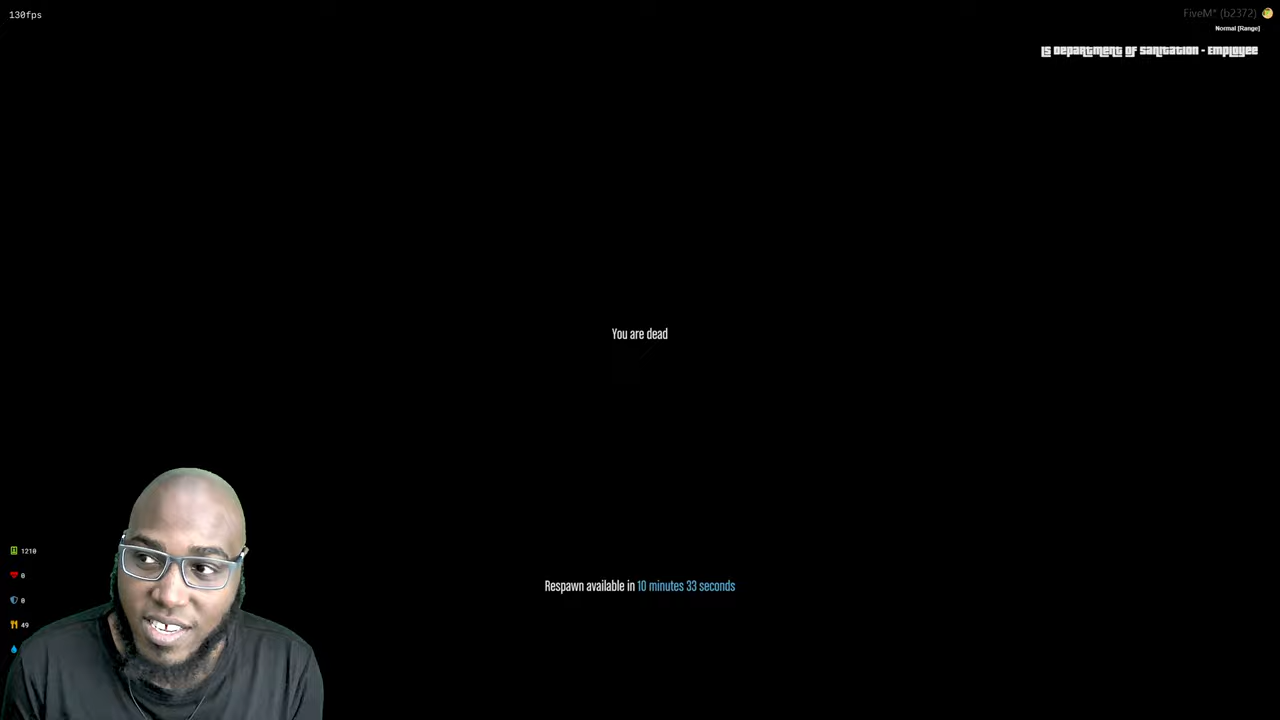 130fps
FiveM* (b2372)
Normal [Range]
LS Department of Sanitation - Employee
You are dead
1210
0
0
49
Respawn available in 10 minutes 33 seconds